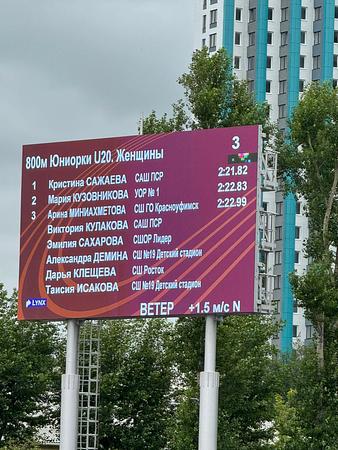 800м Юниорки U20, Женщины 3
1 Кристина САЖАЕВА САШ ПСР 2:21.82
2 Мария КУЗОВНИКОВА УОР № 1 2:22.83
3 Арина МИНИАХМЕТОВА СШ ГО Красноуфимск 2:22.99
Виктория КУЛАКОВА САШ ПСР
Эмилия САХАРОВА СШОР Лидер
Александра ДЕМИНА СШ №19 Детский стадион
Дарья КЛЕЩЕВА СШ Росток
Таисия ИСАКОВА СШ №19 Детский стадион
LYNX ВЕТЕР +1.5 м/с N